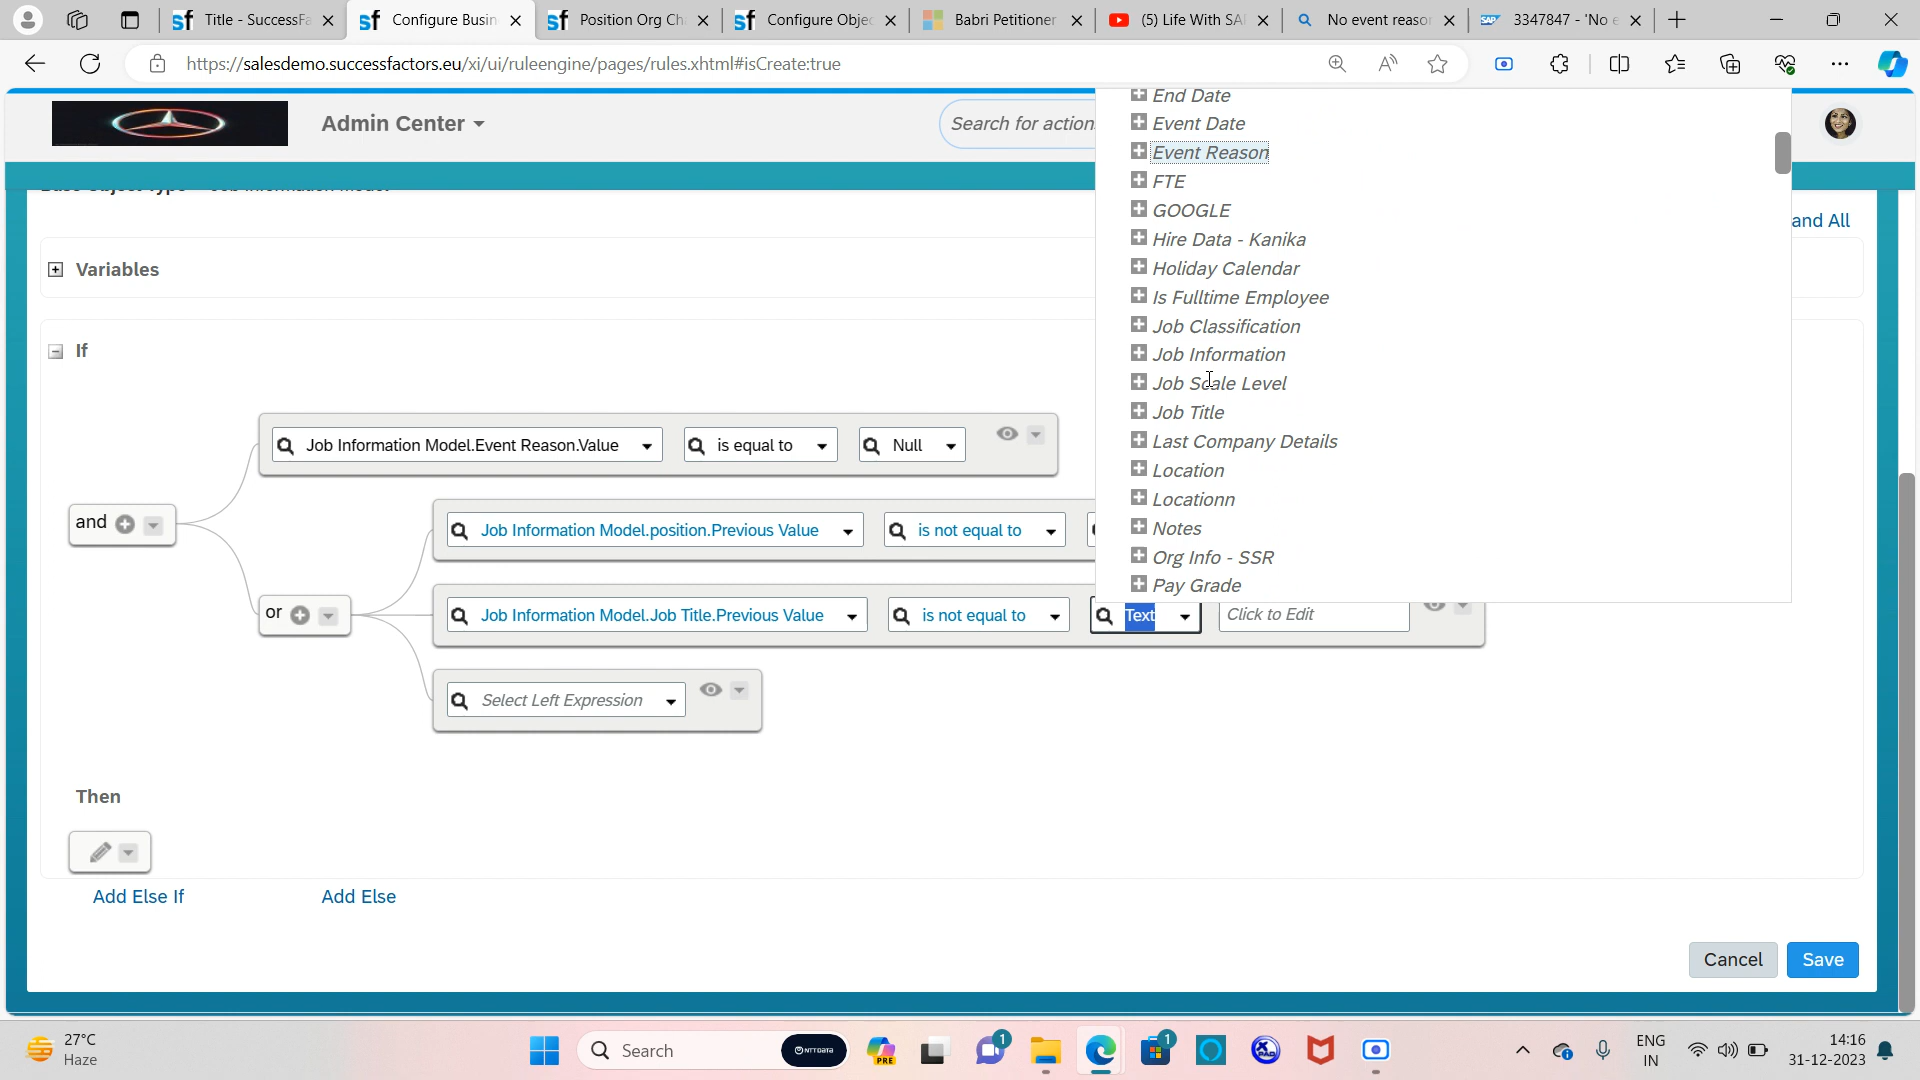 Title - SuccessFa
Configure Busin
Position Org Ch
Configure Objec
Babri Petitioner
(5) Life With SA
No event reason
3347847 - 'No e
https://salesdemo.successfactors.eu/xi/ui/ruleengine/pages/rules.xhtml#isCreate:true
Admin Center
Search for action
and All
Variables
If
and
Job Information Model.Event Reason.Value
is equal to
Null
or
Job Information Model.position.Previous Value
is not equal to
Job Information Model.Job Title.Previous Value
is not equal to
Text
Click to Edit
Select Left Expression
End Date
Event Date
Event Reason
FTE
GOOGLE
Hire Data - Kanika
Holiday Calendar
Is Fulltime Employee
Job Classification
Job Information
Job Scale Level
Job Title
Last Company Details
Location
Locationn
Notes
Org Info - SSR
Pay Grade
Then
Add Else If
Add Else
Cancel
Save
27°C
Haze
Search
NTT DATA
PRE
1
1
ENG
IN
14:16
31-12-2023